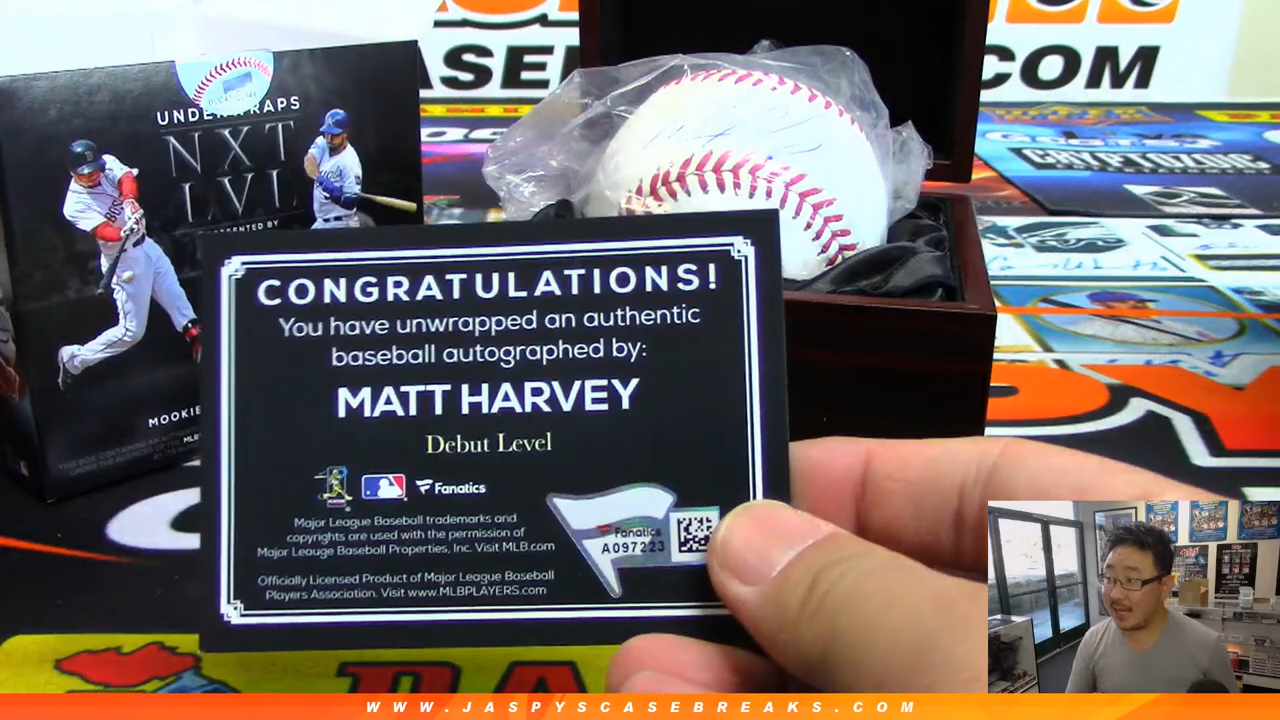 .COM
UNDERWRAPS
NXT
LVL
PRESENTED BY
MOOKIE
CRYPTOZOIC
CONGRATULATIONS!
You have unwrapped an authentic
baseball autographed by:
MATT HARVEY
Debut Level
Fanatics
Major League Baseball trademarks and
copyrights are used with the permission of
Major Leauge Baseball Properties, Inc. Visit MLB.com
Officially Licensed Product of Major League Baseball
Players Association. Visit www.MLBPLAYERS.com
Fanatics
A097223
WWW.JASPYSCASEBREAKS.COM